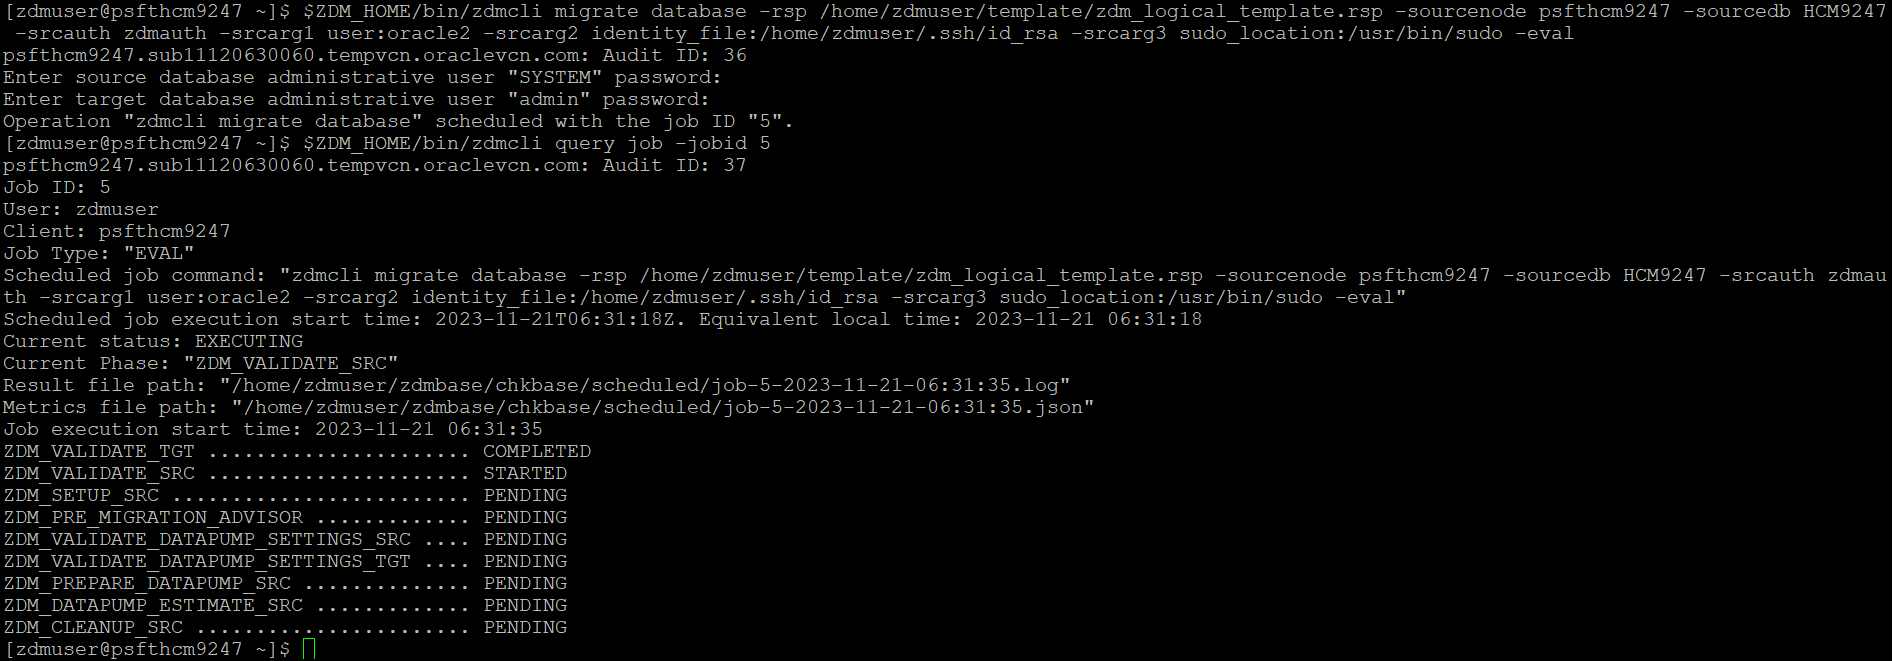 [zdmuser@psfthcm9247 ~]$ $ZDM_HOME/bin/zdmcli migrate database -rsp /home/zdmuser/template/zdm_logical_template.rsp -sourcenode psfthcm9247 -sourcedb HCM9247
 -srcauth zdmauth -srcarg1 user:oracle2 -srcarg2 identity_file:/home/zdmuser/.ssh/id_rsa -srcarg3 sudo_location:/usr/bin/sudo -eval
psfthcm9247.sub11120630060.tempvcn.oraclevcn.com: Audit ID: 36
Enter source database administrative user "SYSTEM" password:
Enter target database administrative user "admin" password:
Operation "zdmcli migrate database" scheduled with the job ID "5".
[zdmuser@psfthcm9247 ~]$ $ZDM_HOME/bin/zdmcli query job -jobid 5
psfthcm9247.sub11120630060.tempvcn.oraclevcn.com: Audit ID: 37
Job ID: 5
User: zdmuser
Client: psfthcm9247
Job Type: "EVAL"
Scheduled job command: "zdmcli migrate database -rsp /home/zdmuser/template/zdm_logical_template.rsp -sourcenode psfthcm9247 -sourcedb HCM9247 -srcauth zdmau
th -srcarg1 user:oracle2 -srcarg2 identity_file:/home/zdmuser/.ssh/id_rsa -srcarg3 sudo_location:/usr/bin/sudo -eval"
Scheduled job execution start time: 2023-11-21T06:31:18Z. Equivalent local time: 2023-11-21 06:31:18
Current status: EXECUTING
Current Phase: "ZDM_VALIDATE_SRC"
Result file path: "/home/zdmuser/zdmbase/chkbase/scheduled/job-5-2023-11-21-06:31:35.log"
Metrics file path: "/home/zdmuser/zdmbase/chkbase/scheduled/job-5-2023-11-21-06:31:35.json"
Job execution start time: 2023-11-21 06:31:35
ZDM_VALIDATE_TGT ...................... COMPLETED
ZDM_VALIDATE_SRC ...................... STARTED
ZDM_SETUP_SRC ......................... PENDING
ZDM_PRE_MIGRATION_ADVISOR ............. PENDING
ZDM_VALIDATE_DATAPUMP_SETTINGS_SRC .... PENDING
ZDM_VALIDATE_DATAPUMP_SETTINGS_TGT .... PENDING
ZDM_PREPARE_DATAPUMP_SRC .............. PENDING
ZDM_DATAPUMP_ESTIMATE_SRC ............. PENDING
ZDM_CLEANUP_SRC ....................... PENDING
[zdmuser@psfthcm9247 ~]$